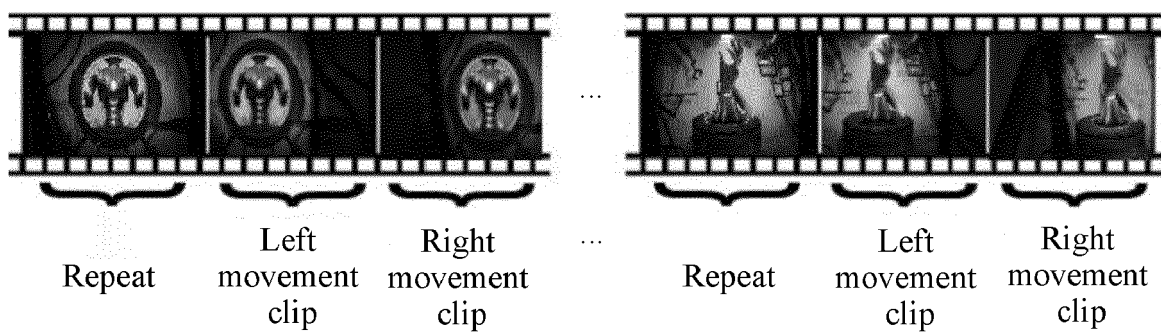 ...
Repeat
Left
movement
clip
Right
movement
clip
...
Repeat
Left
movement
clip
Right
movement
clip